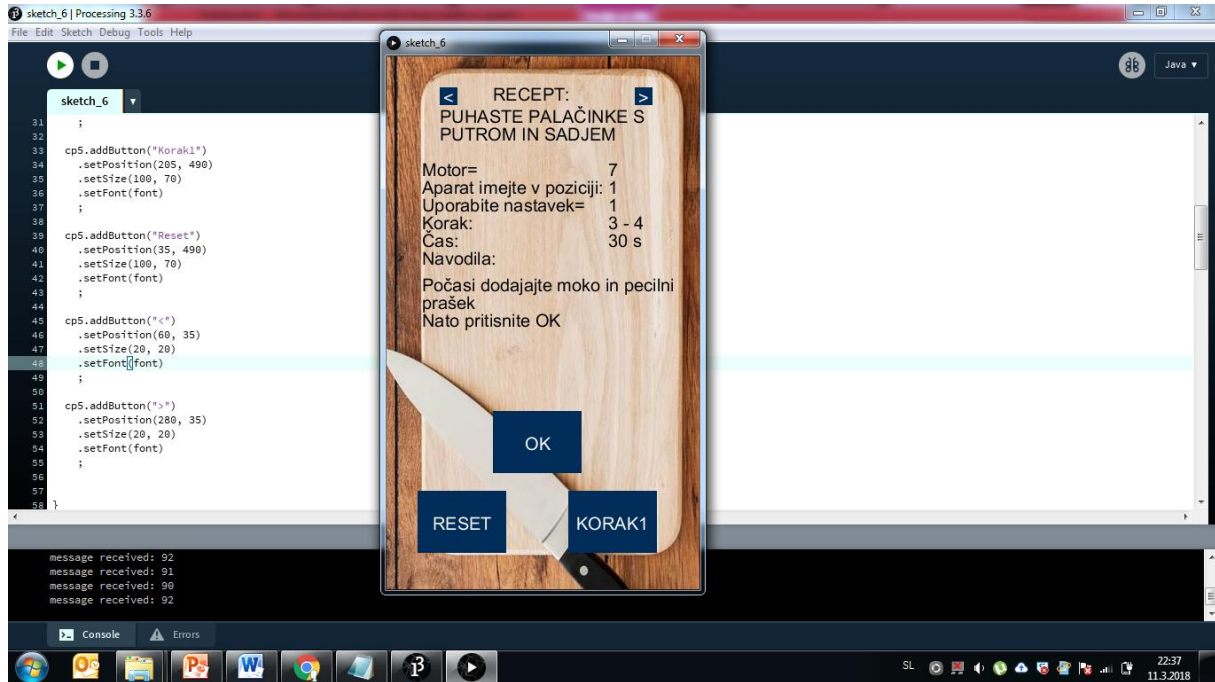 sketch_6 | Processing 3.3.6
File Edit Sketch Debug Tools Help
Java ▾
sketch_6 ▾
31 ;
32
33 cp5.addButton("Korak1")
34 .setPosition(205, 490)
35 .setSize(100, 70)
36 .setFont(font)
37 ;
38
39 cp5.addButton("Reset")
40 .setPosition(35, 490)
41 .setSize(100, 70)
42 .setFont(font)
43 ;
44
45 cp5.addButton("<")
46 .setPosition(60, 35)
47 .setSize(20, 20)
48 .setFont(font)
49 ;
50
51 cp5.addButton(">")
52 .setPosition(280, 35)
53 .setSize(20, 20)
54 .setFont(font)
55 ;
56
57
58 }
sketch_6
< RECEPT: >
PUHASTE PALAČINKE S
PUTROM IN SADJEM
Motor= 7
Aparat imejte v poziciji: 1
Uporabite nastavek= 1
Korak: 3 - 4
Čas: 30 s
Navodila:
Počasi dodajajte moko in pecilni
prašek
Nato pritisnite OK
OK
RESET KORAK1
message received: 92
message received: 91
message received: 90
message received: 92
Console Errors
SL 22:37
11.3.2018